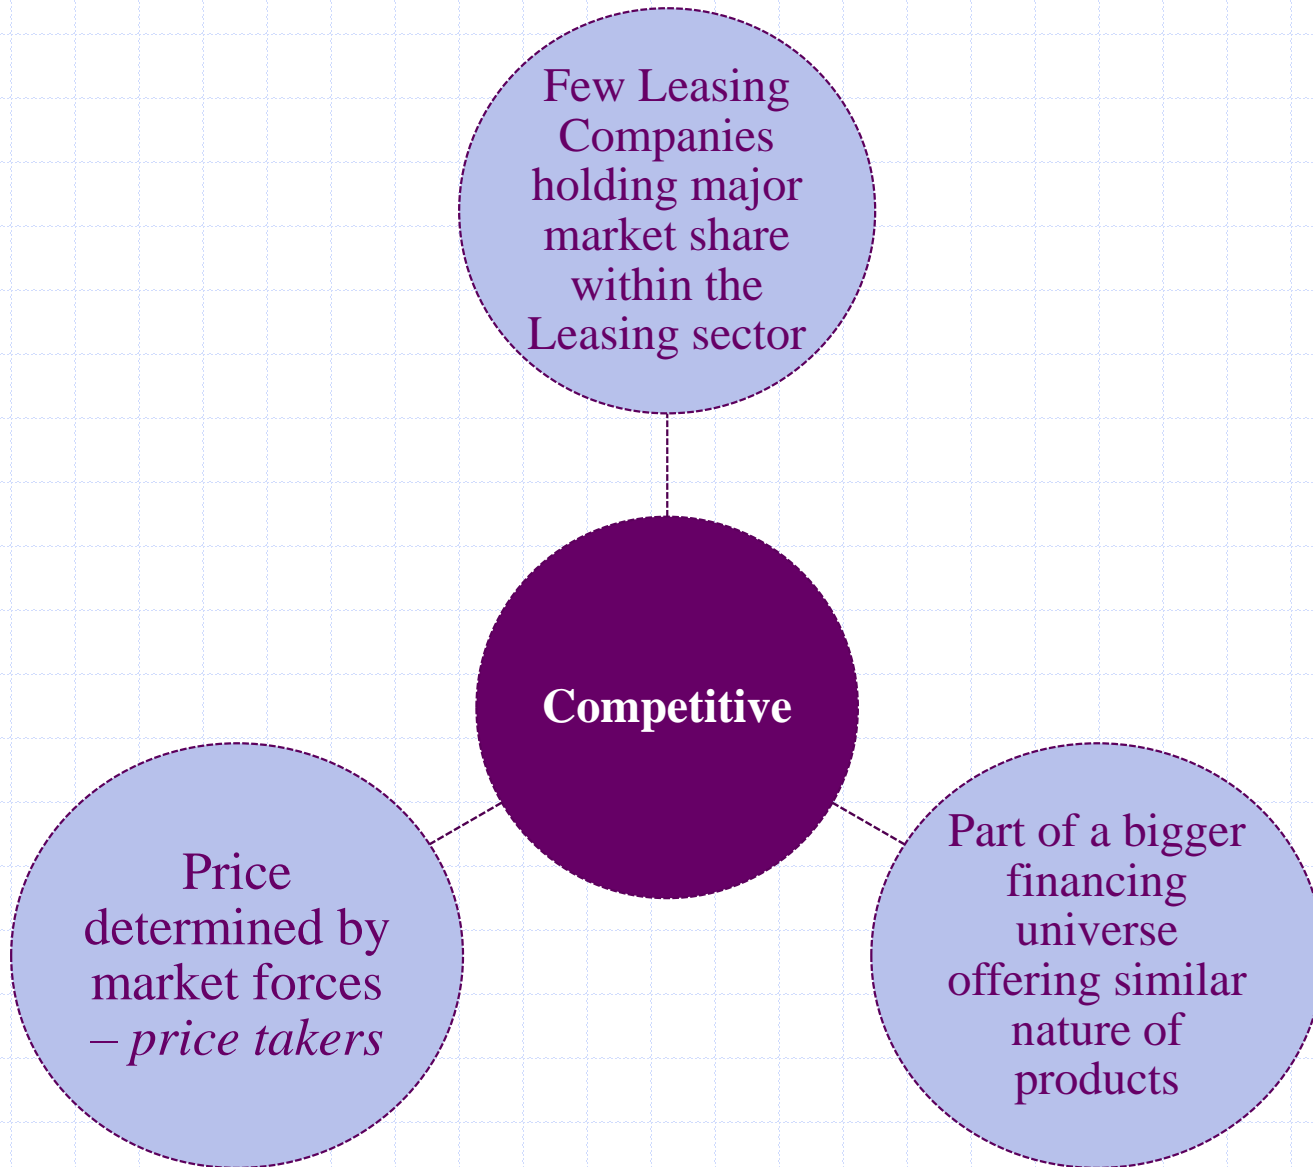 Few Leasing
Companies
holding major
market share
within the
Leasing sector
Competitive
Price
determined by
market forces
– price takers
Part of a bigger
financing
universe
offering similar
nature of
products